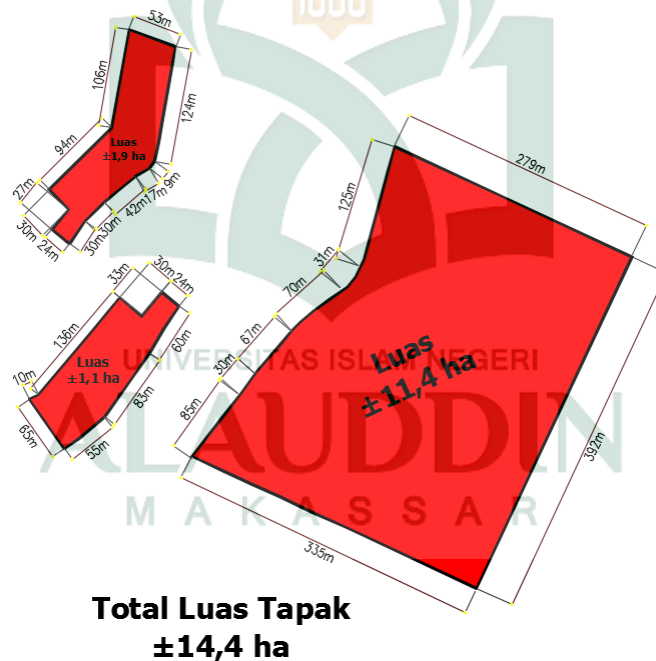 1000
53m
106m
124m
94m
Luas
±1,9 ha
27m
30m
24m
30m
30m
42m
17m
9m
279m
125m
31m
70m
67m
30m
85m
Luas
±11,4 ha
392m
335m
33m
30m
24m
136m
60m
Luas
±1,1 ha
10m
83m
65m
55m
UNIVERSITAS ISLAM NEGERI
ALAUDDIN
MAKASSAR
Total Luas Tapak
±14,4 ha